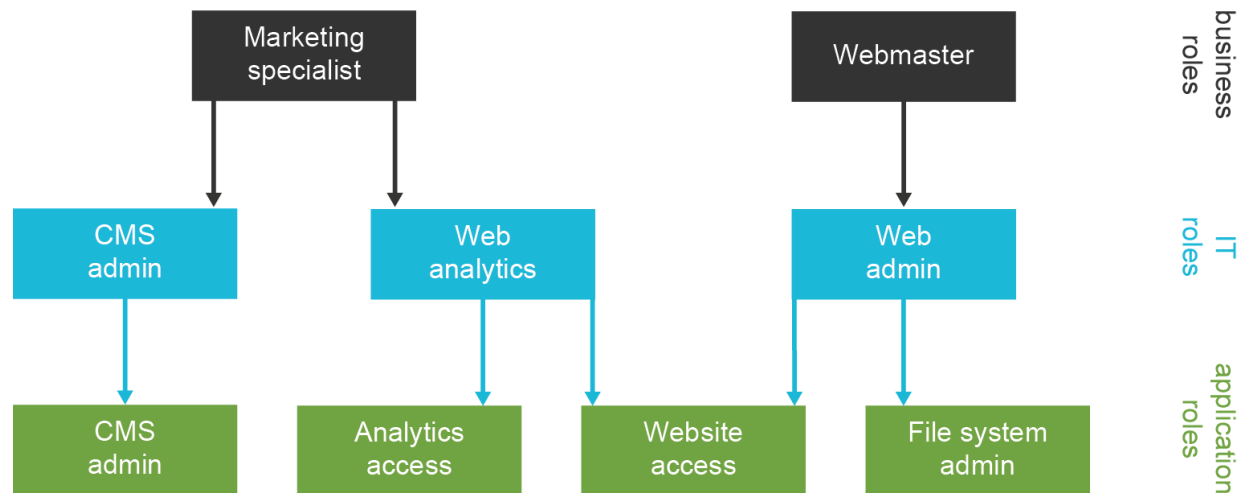 Marketing
specialist
Webmaster
business
roles
CMS
admin
Web
analytics
Web
admin
IT
roles
CMS
admin
Analytics
access
Website
access
File system
admin
application
roles